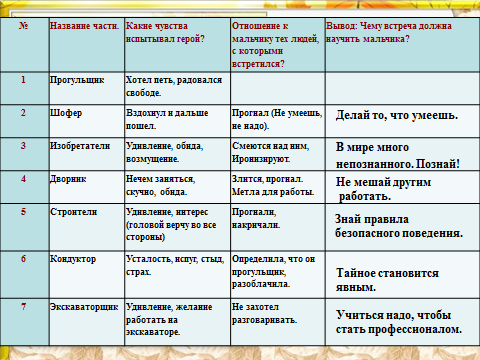 №
Название части.
Какие чувства
испытывал герой?
Отношение к
мальчику тех людей,
с которыми
встретился?
Вывод: Чему встреча должна
научить мальчика?
1
Прогульщик
Хотел петь, радовался
свободе.
2
Шофер
Вздохнул и дальше
пошел.
Прогнал (Не умеешь,
не надо).
Делай то, что умеешь.
3
Изобретатели
Удивление, обида,
возмущение.
Смеются над ним,
Иронизируют.
В мире много
непознанного. Познай!
4
Дворник
Нечем заняться,
скучно, обида.
Злится, прогнал.
Метла для работы.
Не мешай другим
работать.
5
Строители
Удивление, интерес
(головой верчу во все
стороны)
Прогнали,
накричали.
Знай правила
безопасного поведения.
6
Кондуктор
Усталость, испуг, стыд,
страх.
Определила, что он
прогульщик,
разоблачила.
Тайное становится
явным.
7
Экскаваторщик
Удивление, желание
работать на
экскаваторе.
Не захотел
разговаривать.
Учиться надо, чтобы
стать профессионалом.